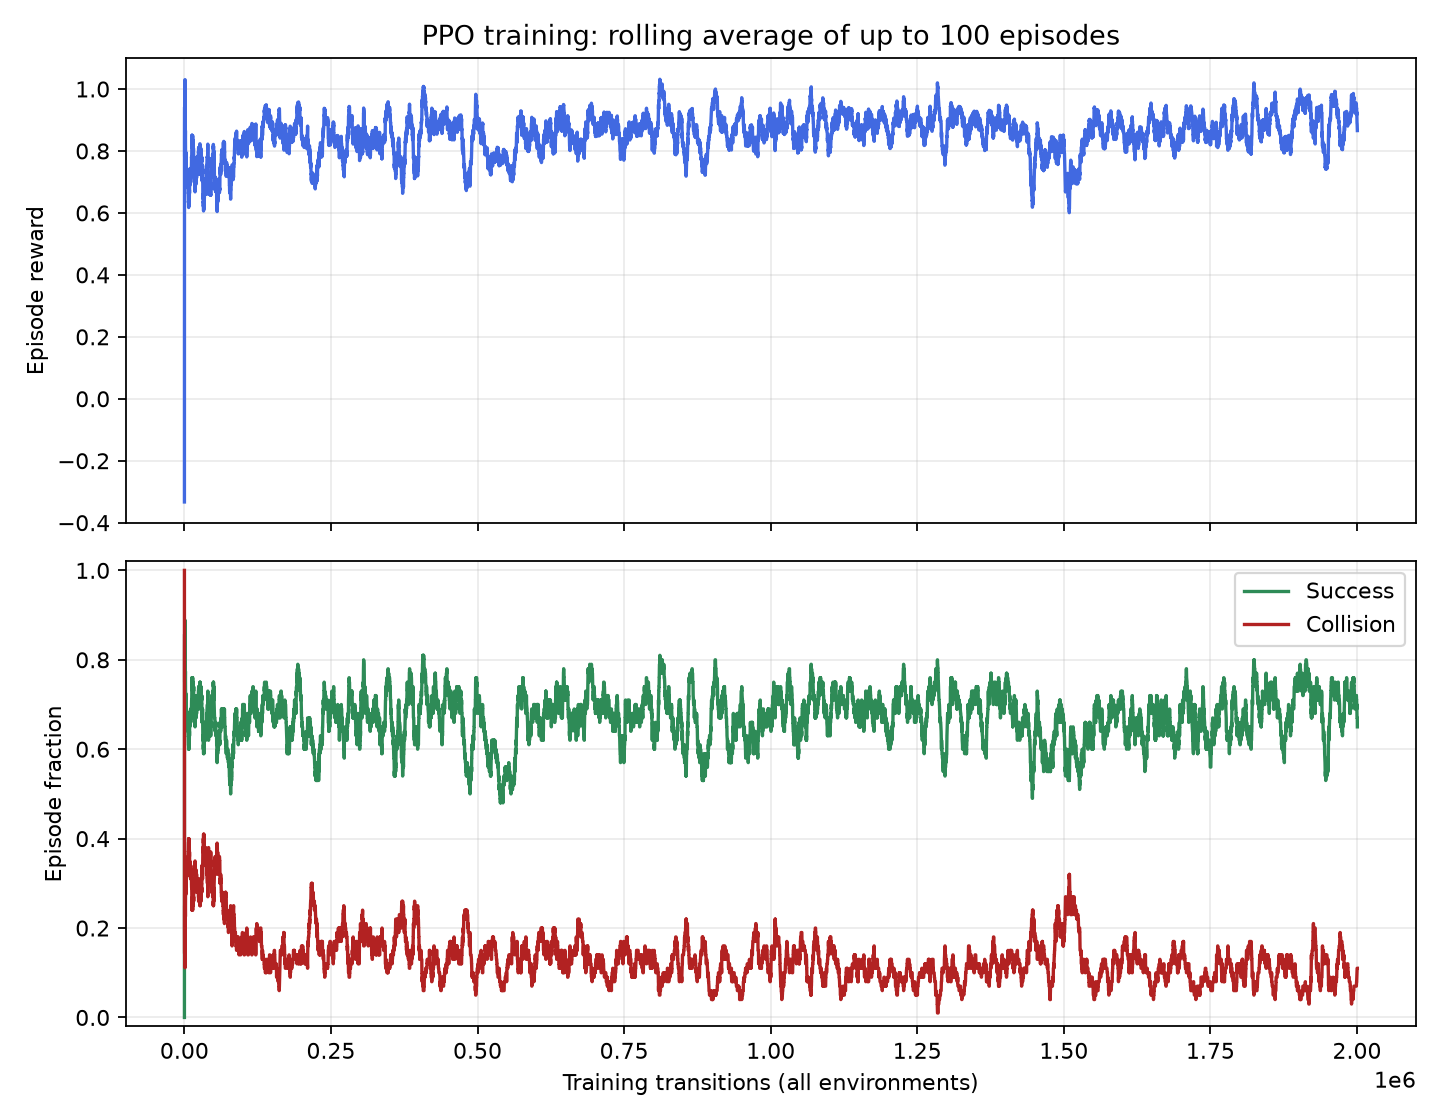 PPO training: rolling average of up to 100 episodes
1.0
0.8
0.6
0.4
0.2
0.0
−0.2
−0.4
Episode reward
1.0
0.8
0.6
0.4
0.2
0.0
Episode fraction
Success
Collision
0.00 0.25 0.50 0.75 1.00 1.25 1.50 1.75 2.00
1e6
Training transitions (all environments)